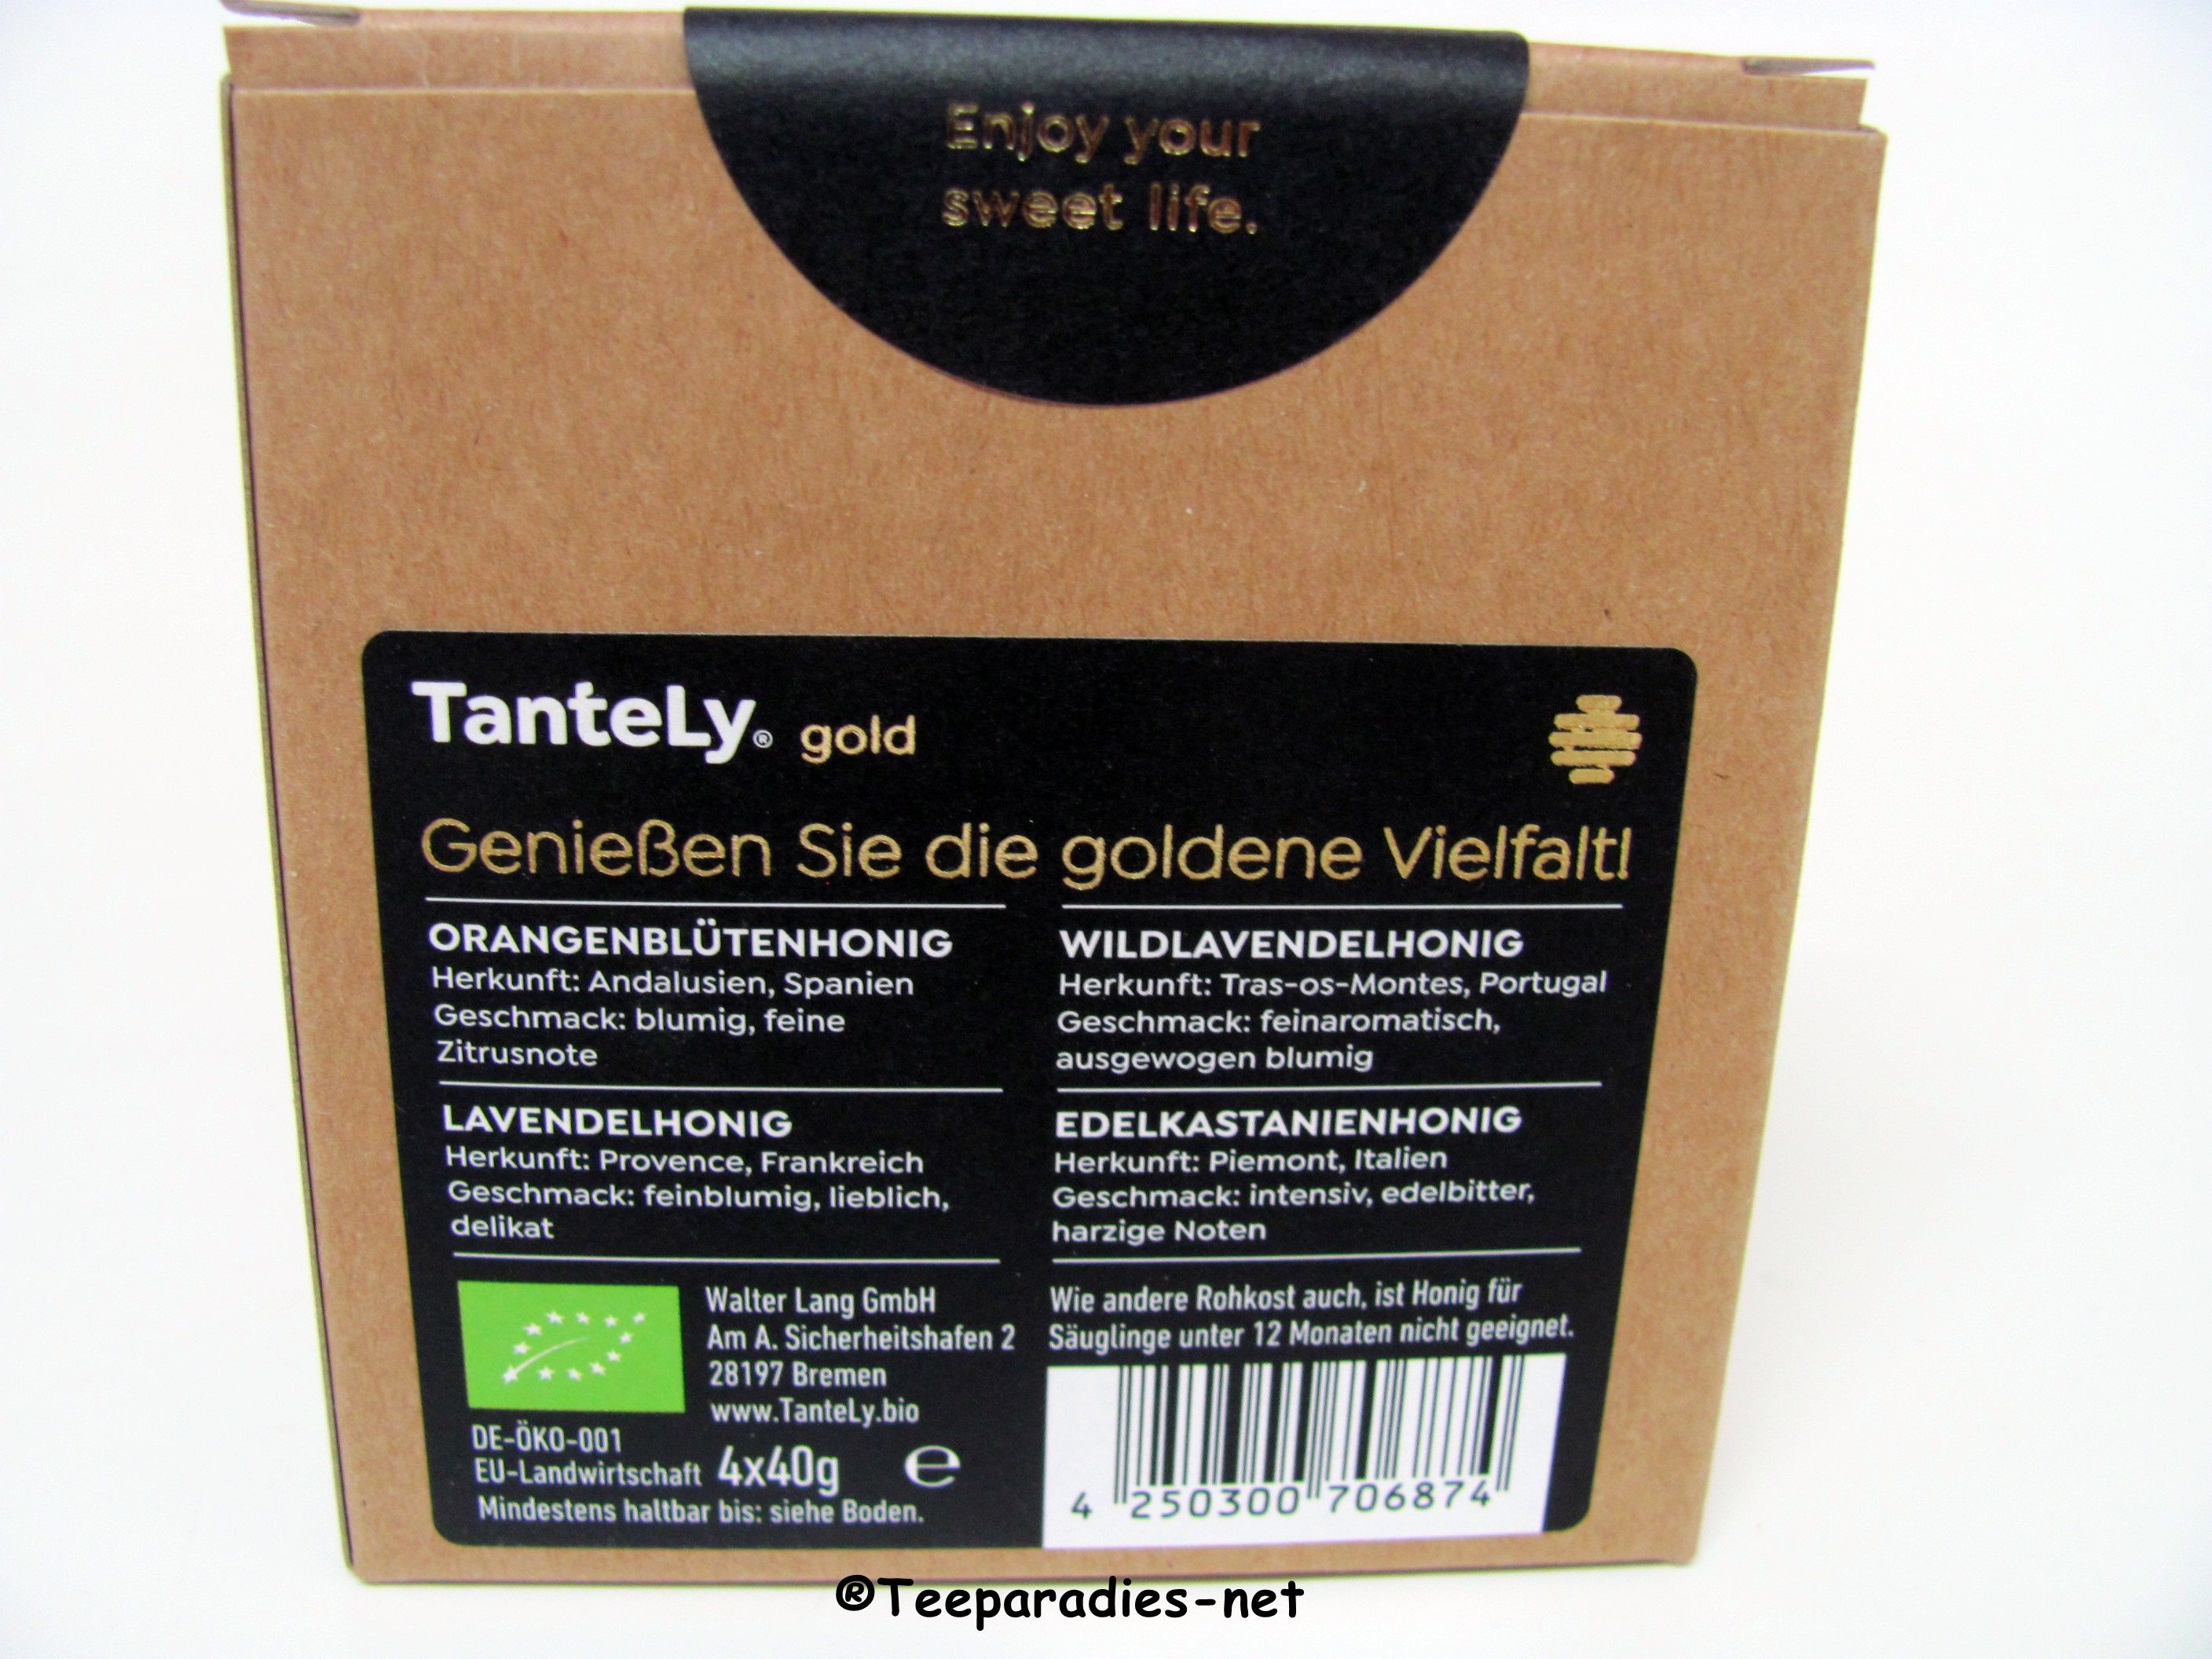 Enjoy your
sweet life.
TanteLy® gold
Genießen Sie die goldene Vielfalt!
ORANGENBLÜTENHONIG
Herkunft: Andalusien, Spanien
Geschmack: blumig, feine
Zitrusnote
WILDLAVENDELHONIG
Herkunft: Tras-os-Montes, Portugal
Geschmack: feinaromatisch,
ausgewogen blumig
LAVENDELHONIG
Herkunft: Provence, Frankreich
Geschmack: feinblumig, lieblich,
delikat
EDELKASTANIENHONIG
Herkunft: Piemont, Italien
Geschmack: intensiv, edelbitter,
harzige Noten
Walter Lang GmbH
Am A. Sicherheitshafen 2
28197 Bremen
www.TanteLy.bio
DE-ÖKO-001
EU-Landwirtschaft
4x40g ℮
Mindestens haltbar bis: siehe Boden.
Wie andere Rohkost auch, ist Honig für
Säuglinge unter 12 Monaten nicht geeignet.
4 250300 706874
®Teeparadies-net